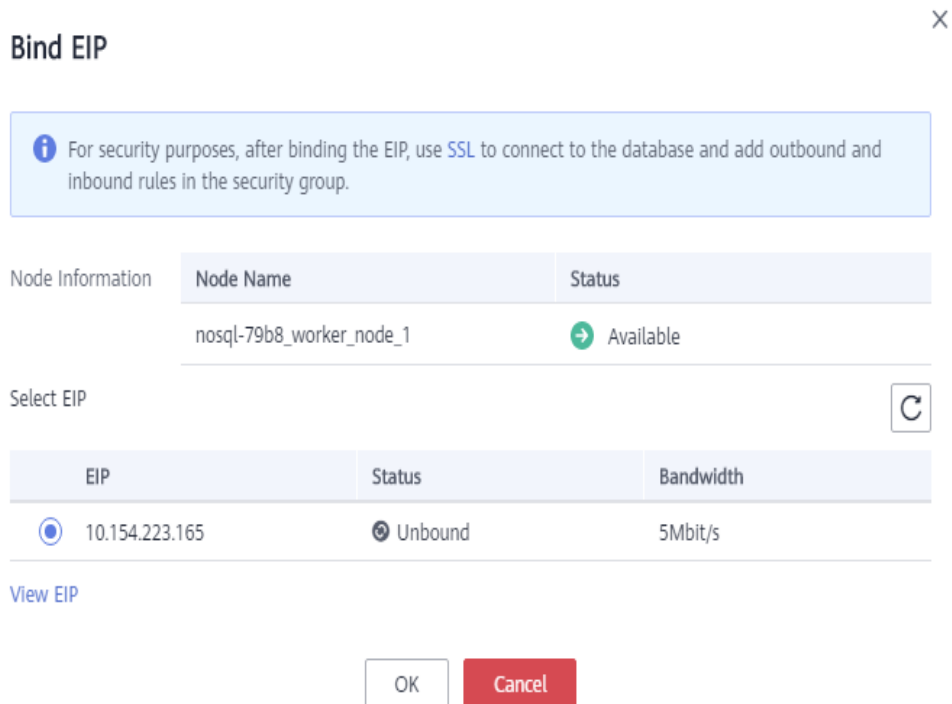 Bind EIP
For security purposes, after binding the EIP, use SSL to connect to the database and add outbound and
inbound rules in the security group.
Node Information
Node Name Status
nosql-79b8_worker_node_1 Available
Select EIP
EIP Status Bandwidth
10.154.223.165 Unbound 5Mbit/s
View EIP
OK Cancel